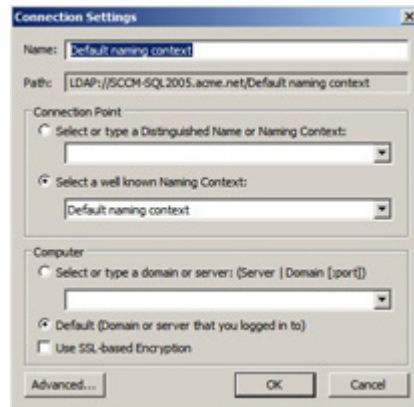 Connection Settings
Name: Default naming context
Path: LDAP://SCCM-SQL2005.acme.net/Default naming context
Connection Point
Select or type a Distinguished Name or Naming Context:
Select a well known Naming Context:
Default naming context
Computer
Select or type a domain or server: (Server | Domain [:port])
Default (Domain or server that you logged in to)
Use SSL-based Encryption
Advanced... OK Cancel